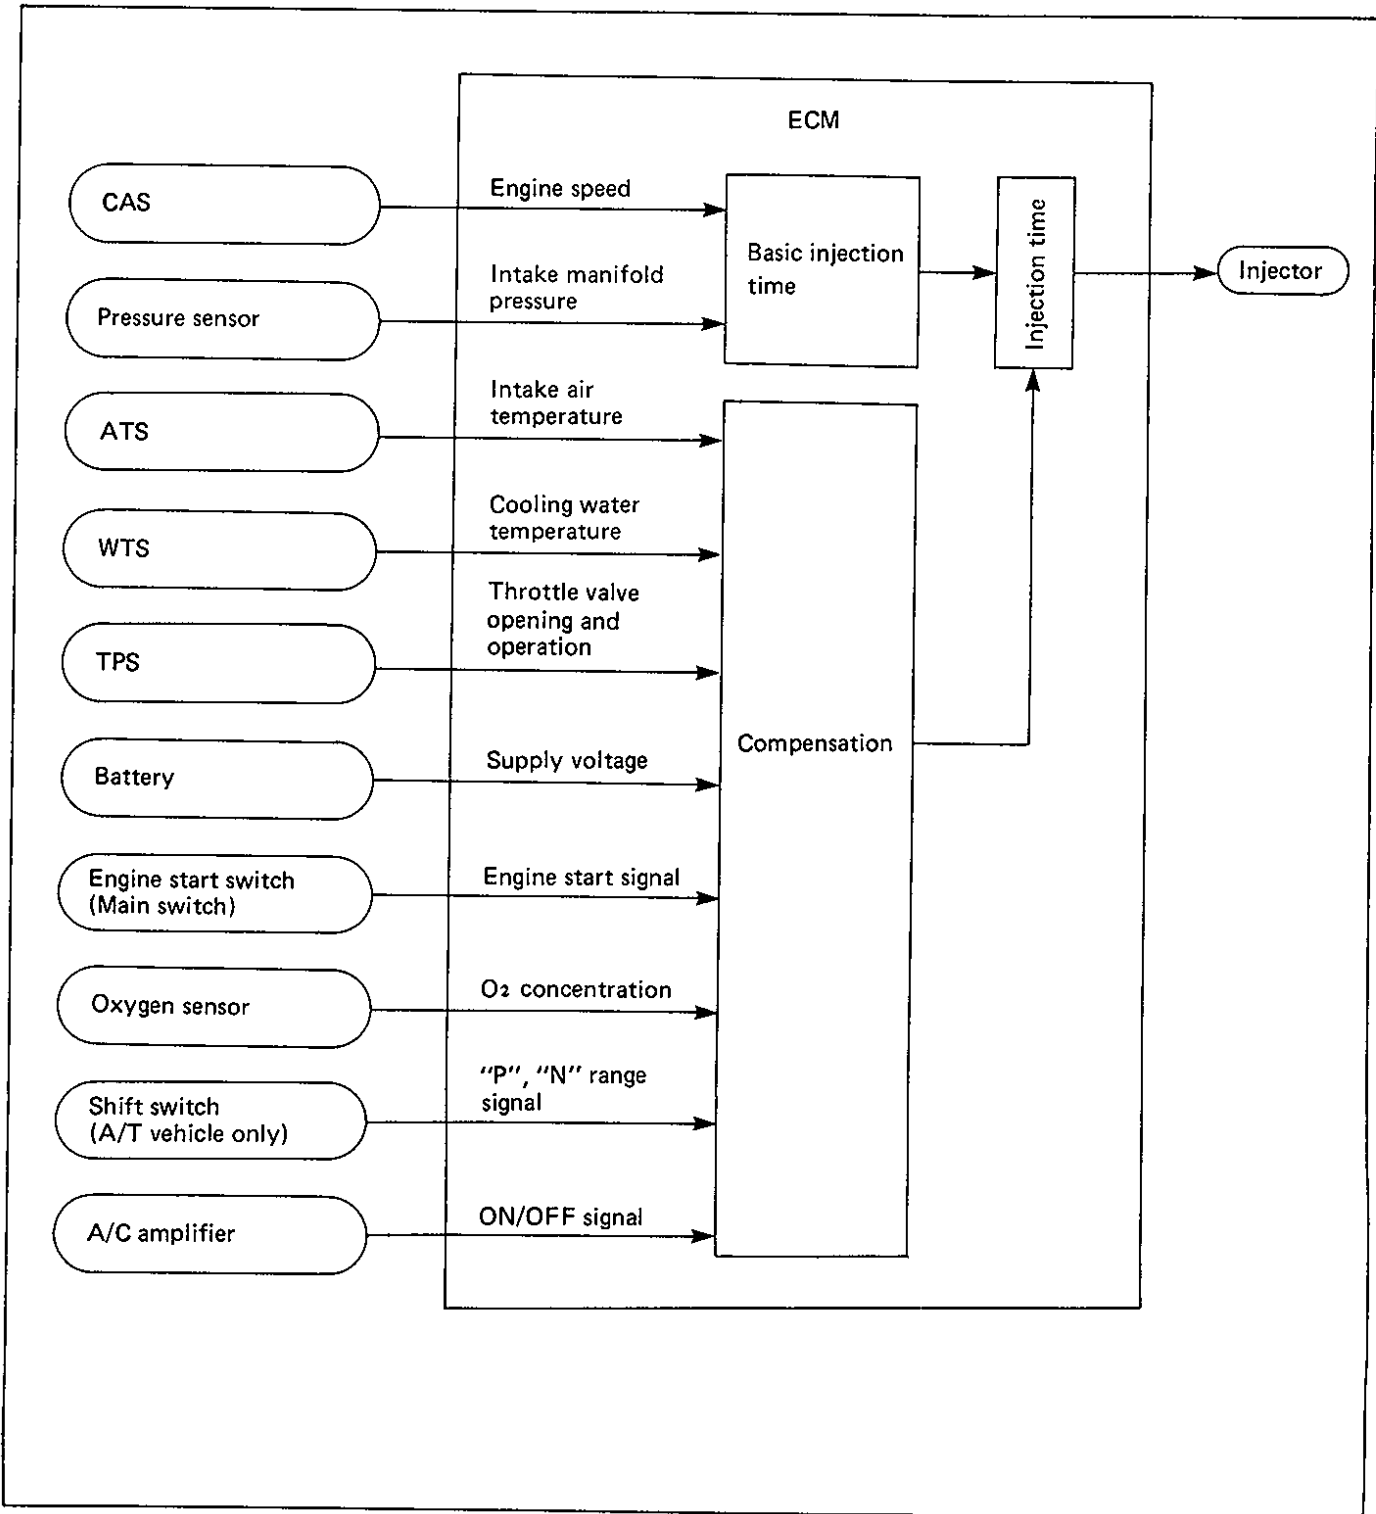 ECM
CAS
Engine speed
Basic injection
time
Injection time
Injector
Pressure sensor
Intake manifold
pressure
ATS
Intake air
temperature
WTS
Cooling water
temperature
TPS
Throttle valve
opening and
operation
Compensation
Battery
Supply voltage
Engine start switch
(Main switch)
Engine start signal
Oxygen sensor
O2 concentration
Shift switch
(A/T vehicle only)
"P", "N" range
signal
A/C amplifier
ON/OFF signal